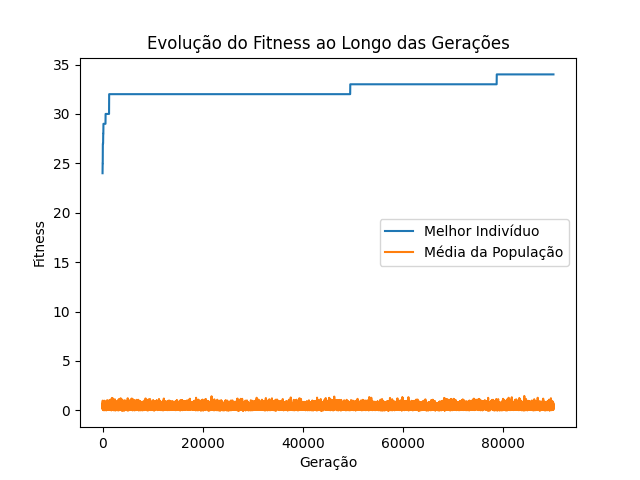 Evolução do Fitness ao Longo das Gerações
35
30
25
20
15
10
5
0
Fitness
Melhor Indivíduo
Média da População
0 20000 40000 60000 80000
Geração